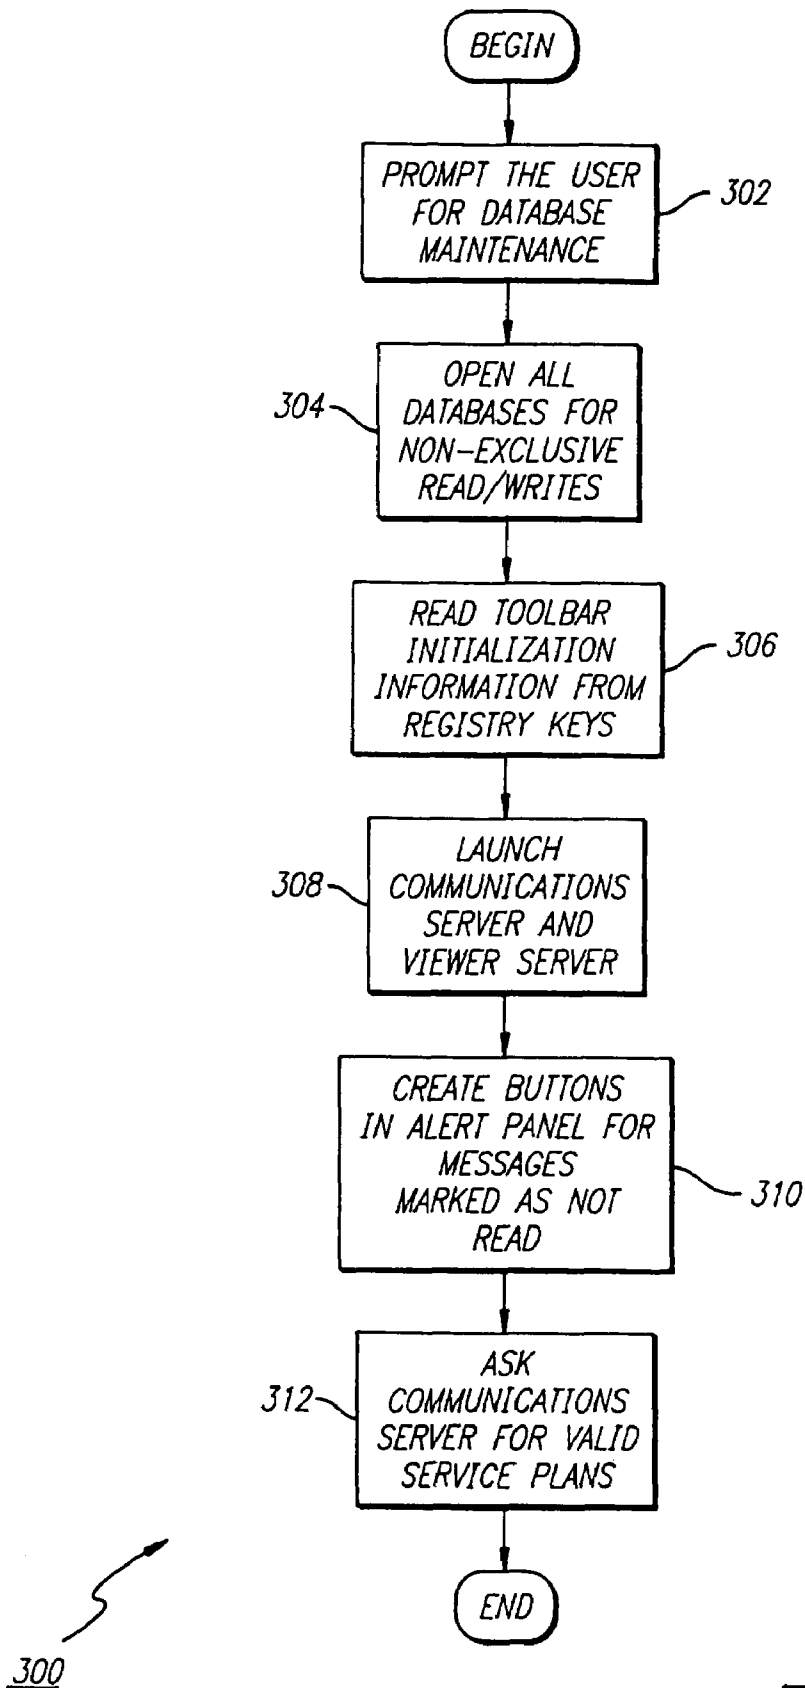 BEGIN
PROMPT THE USER
FOR DATABASE
MAINTENANCE
302
OPEN ALL
DATABASES FOR
NON-EXCLUSIVE
READ/WRITES
304
READ TOOLBAR
INITIALIZATION
INFORMATION FROM
REGISTRY KEYS
306
LAUNCH
COMMUNICATIONS
SERVER AND
VIEWER SERVER
308
CREATE BUTTONS
IN ALERT PANEL FOR
MESSAGES
MARKED AS NOT
READ
310
ASK
COMMUNICATIONS
SERVER FOR VALID
SERVICE PLANS
312
END
300